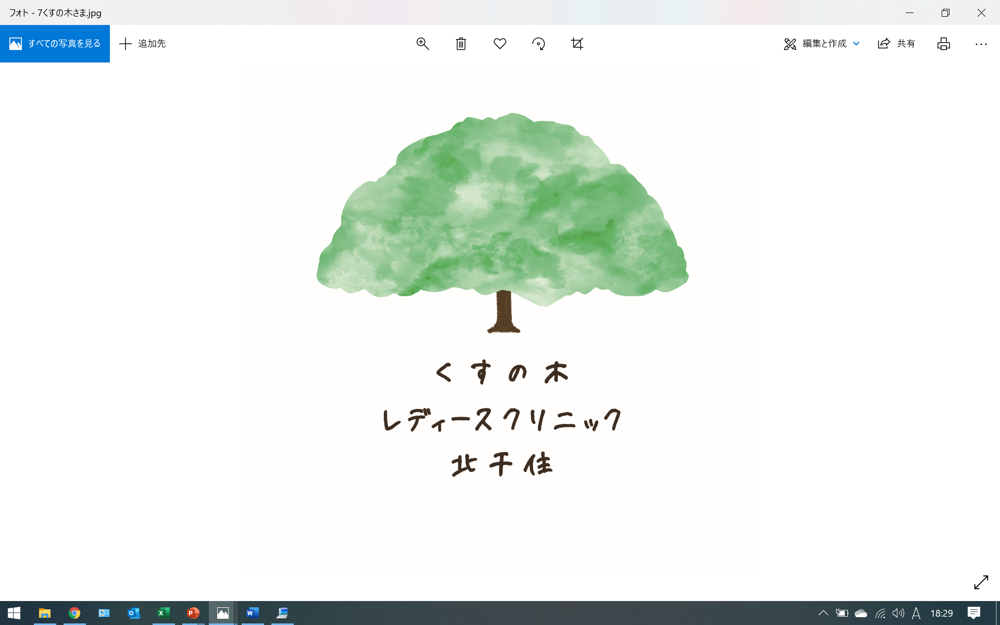 フォト - 7くすの木さま.jpg
すべての写真を見る
追加先
編集と作成
共有
くすの木
レディースクリニック
北千佳
A
18:29